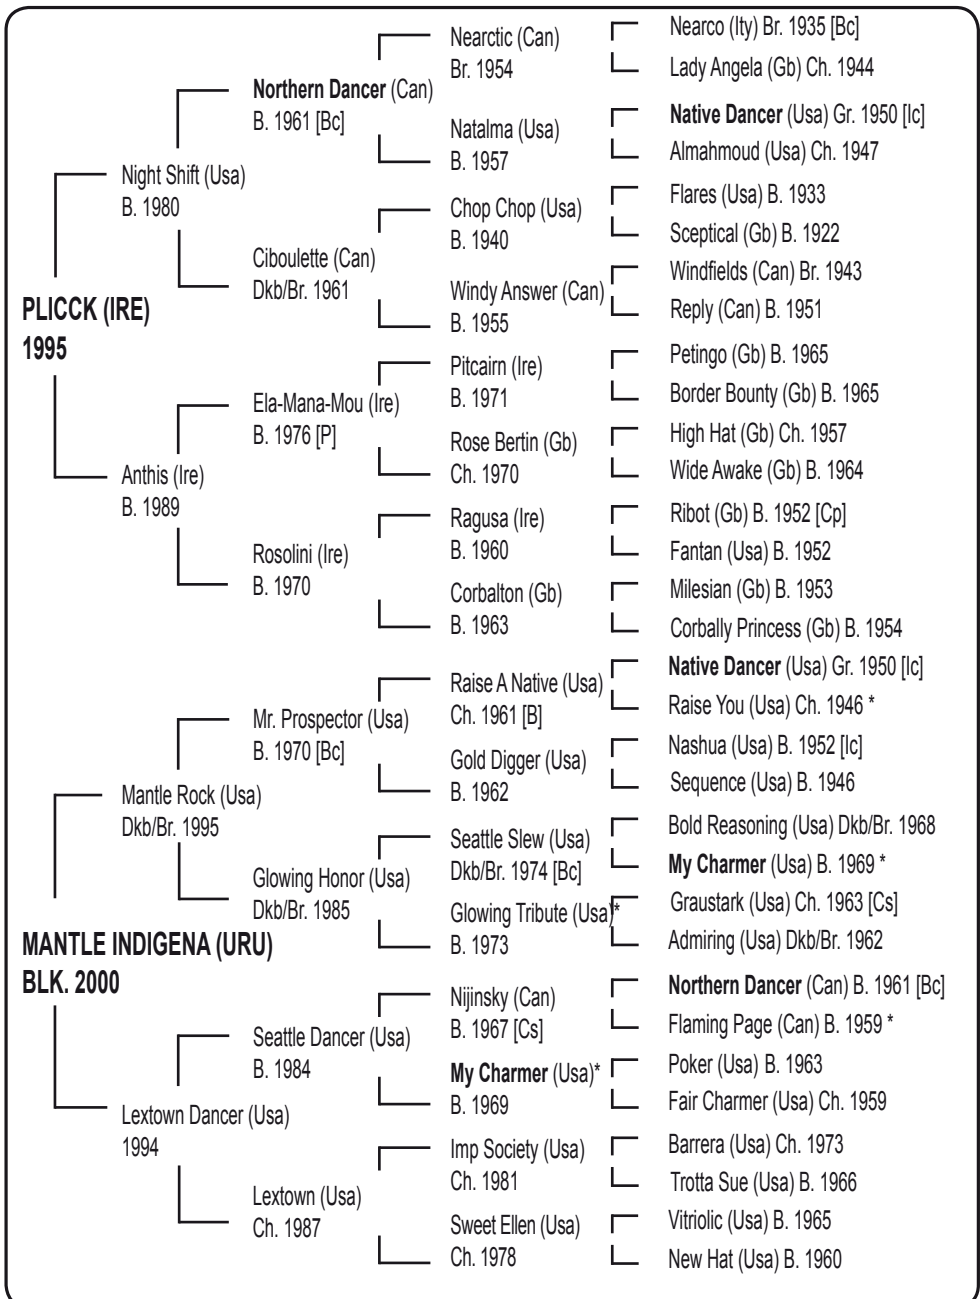 PLICCK (IRE)
1995
Night Shift (Usa)
B. 1980
Northern Dancer (Can)
B. 1961 [Bc]
Nearctic (Can)
Br. 1954
Nearco (Ity) Br. 1935 [Bc]
Lady Angela (Gb) Ch. 1944
Natalma (Usa)
B. 1957
Native Dancer (Usa) Gr. 1950 [Ic]
Almahmoud (Usa) Ch. 1947
Ciboulette (Can)
Dkb/Br. 1961
Chop Chop (Usa)
B. 1940
Flares (Usa) B. 1933
Sceptical (Gb) B. 1922
Windy Answer (Can)
B. 1955
Windfields (Can) Br. 1943
Reply (Can) B. 1951
Anthis (Ire)
B. 1989
Ela-Mana-Mou (Ire)
B. 1976 [P]
Pitcairn (Ire)
B. 1971
Petingo (Gb) B. 1965
Border Bounty (Gb) B. 1965
Rose Bertin (Gb)
Ch. 1970
High Hat (Gb) Ch. 1957
Wide Awake (Gb) B. 1964
Rosolini (Ire)
B. 1970
Ragusa (Ire)
B. 1960
Ribot (Gb) B. 1952 [Cp]
Fantan (Usa) B. 1952
Corbalton (Gb)
B. 1963
Milesian (Gb) B. 1953
Corbally Princess (Gb) B. 1954
MANTLE INDIGENA (URU)
BLK. 2000
Mantle Rock (Usa)
Dkb/Br. 1995
Mr. Prospector (Usa)
B. 1970 [Bc]
Raise A Native (Usa)
Ch. 1961 [B]
Native Dancer (Usa) Gr. 1950 [Ic]
Raise You (Usa) Ch. 1946 *
Gold Digger (Usa)
B. 1962
Nashua (Usa) B. 1952 [Ic]
Sequence (Usa) B. 1946
Glowing Honor (Usa)
Dkb/Br. 1985
Seattle Slew (Usa)
Dkb/Br. 1974 [Bc]
Bold Reasoning (Usa) Dkb/Br. 1968
My Charmer (Usa) B. 1969 *
Glowing Tribute (Usa)*
B. 1973
Graustark (Usa) Ch. 1963 [Cs]
Admiring (Usa) Dkb/Br. 1962
Lextown Dancer (Usa)
1994
Seattle Dancer (Usa)
B. 1984
Nijinsky (Can)
B. 1967 [Cs]
Northern Dancer (Can) B. 1961 [Bc]
Flaming Page (Can) B. 1959 *
My Charmer (Usa)*
B. 1969
Poker (Usa) B. 1963
Fair Charmer (Usa) Ch. 1959
Lextown (Usa)
Ch. 1987
Imp Society (Usa)
Ch. 1981
Barrera (Usa) Ch. 1973
Trotta Sue (Usa) B. 1966
Sweet Ellen (Usa)
Ch. 1978
Vitriolic (Usa) B. 1965
New Hat (Usa) B. 1960